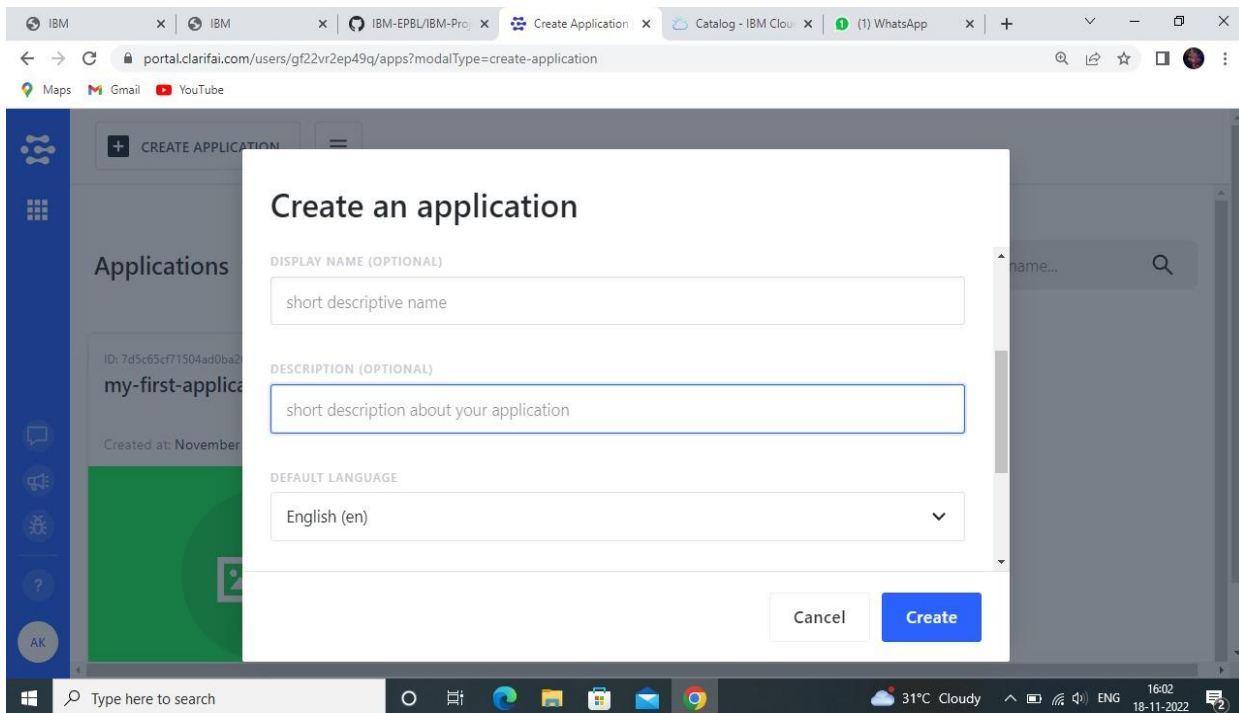 IBM
IBM
IBM-EPBL/IBM-Proj
Create Application
Catalog - IBM Clou
(1) WhatsApp
portal.clarifai.com/users/gf22vr2ep49q/apps?modalType=create-application
Maps
Gmail
YouTube
CREATE APPLICATION
Create an application
Applications
DISPLAY NAME (OPTIONAL)
name...
short descriptive name
ID: 7d5c65cf71504ad0ba2
DESCRIPTION (OPTIONAL)
my-first-applica
short description about your application
Created at: November
DEFAULT LANGUAGE
English (en)
?
Cancel
Create
AK
Type here to search
31°C Cloudy
ENG
16:02
18-11-2022
2